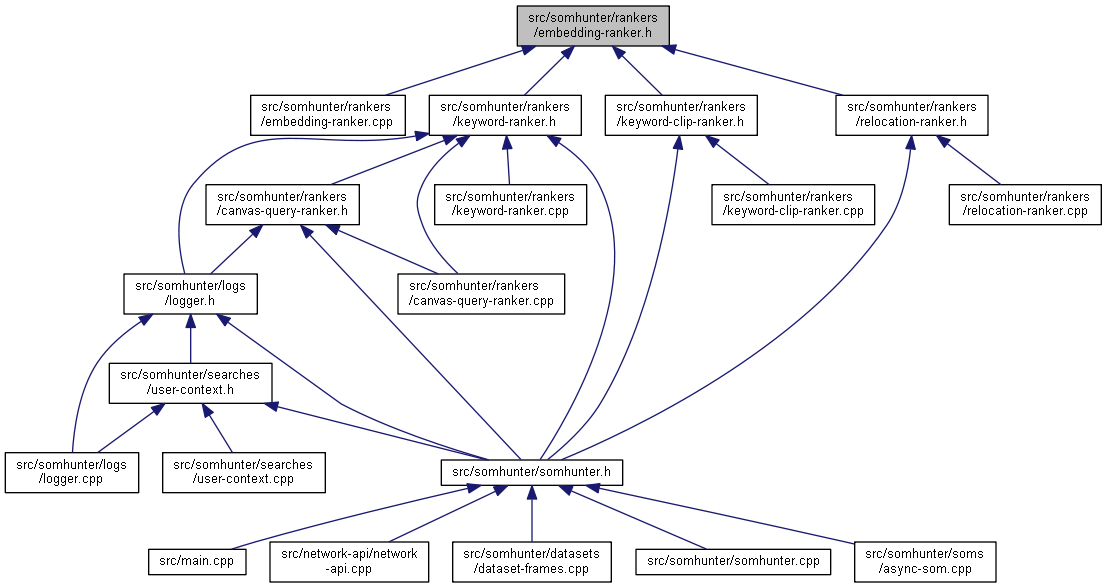 src/somhunter/rankers
/embedding-ranker.h
src/somhunter/rankers
/embedding-ranker.cpp
src/somhunter/rankers
/keyword-ranker.h
src/somhunter/rankers
/keyword-clip-ranker.h
src/somhunter/rankers
/relocation-ranker.h
src/somhunter/rankers
/canvas-query-ranker.h
src/somhunter/rankers
/keyword-ranker.cpp
src/somhunter/rankers
/keyword-clip-ranker.cpp
src/somhunter/rankers
/relocation-ranker.cpp
src/somhunter/logs
/logger.h
src/somhunter/rankers
/canvas-query-ranker.cpp
src/somhunter/searches
/user-context.h
src/somhunter/logs
/logger.cpp
src/somhunter/searches
/user-context.cpp
src/somhunter/somhunter.h
src/main.cpp
src/network-api/network
-api.cpp
src/somhunter/datasets
/dataset-frames.cpp
src/somhunter/somhunter.cpp
src/somhunter/soms
/async-som.cpp